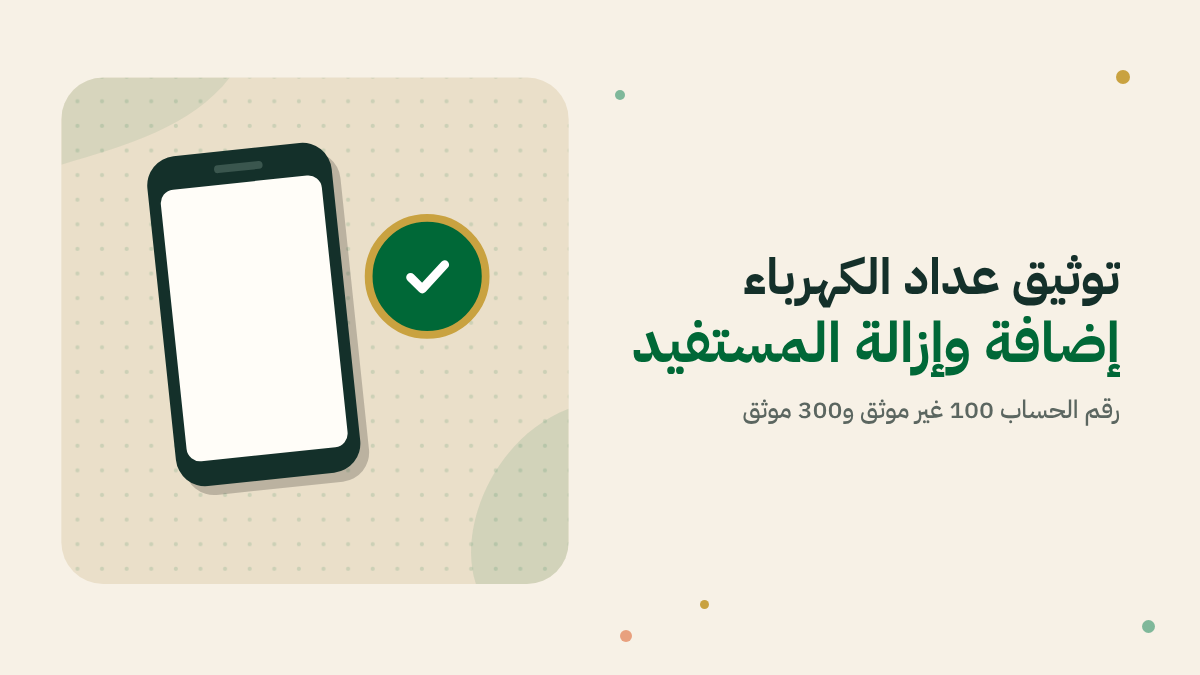 توثيق عداد الكهرباء
إضافة وإزالة المستفيد
رقم الحساب 100 غير موثق و300 موثق